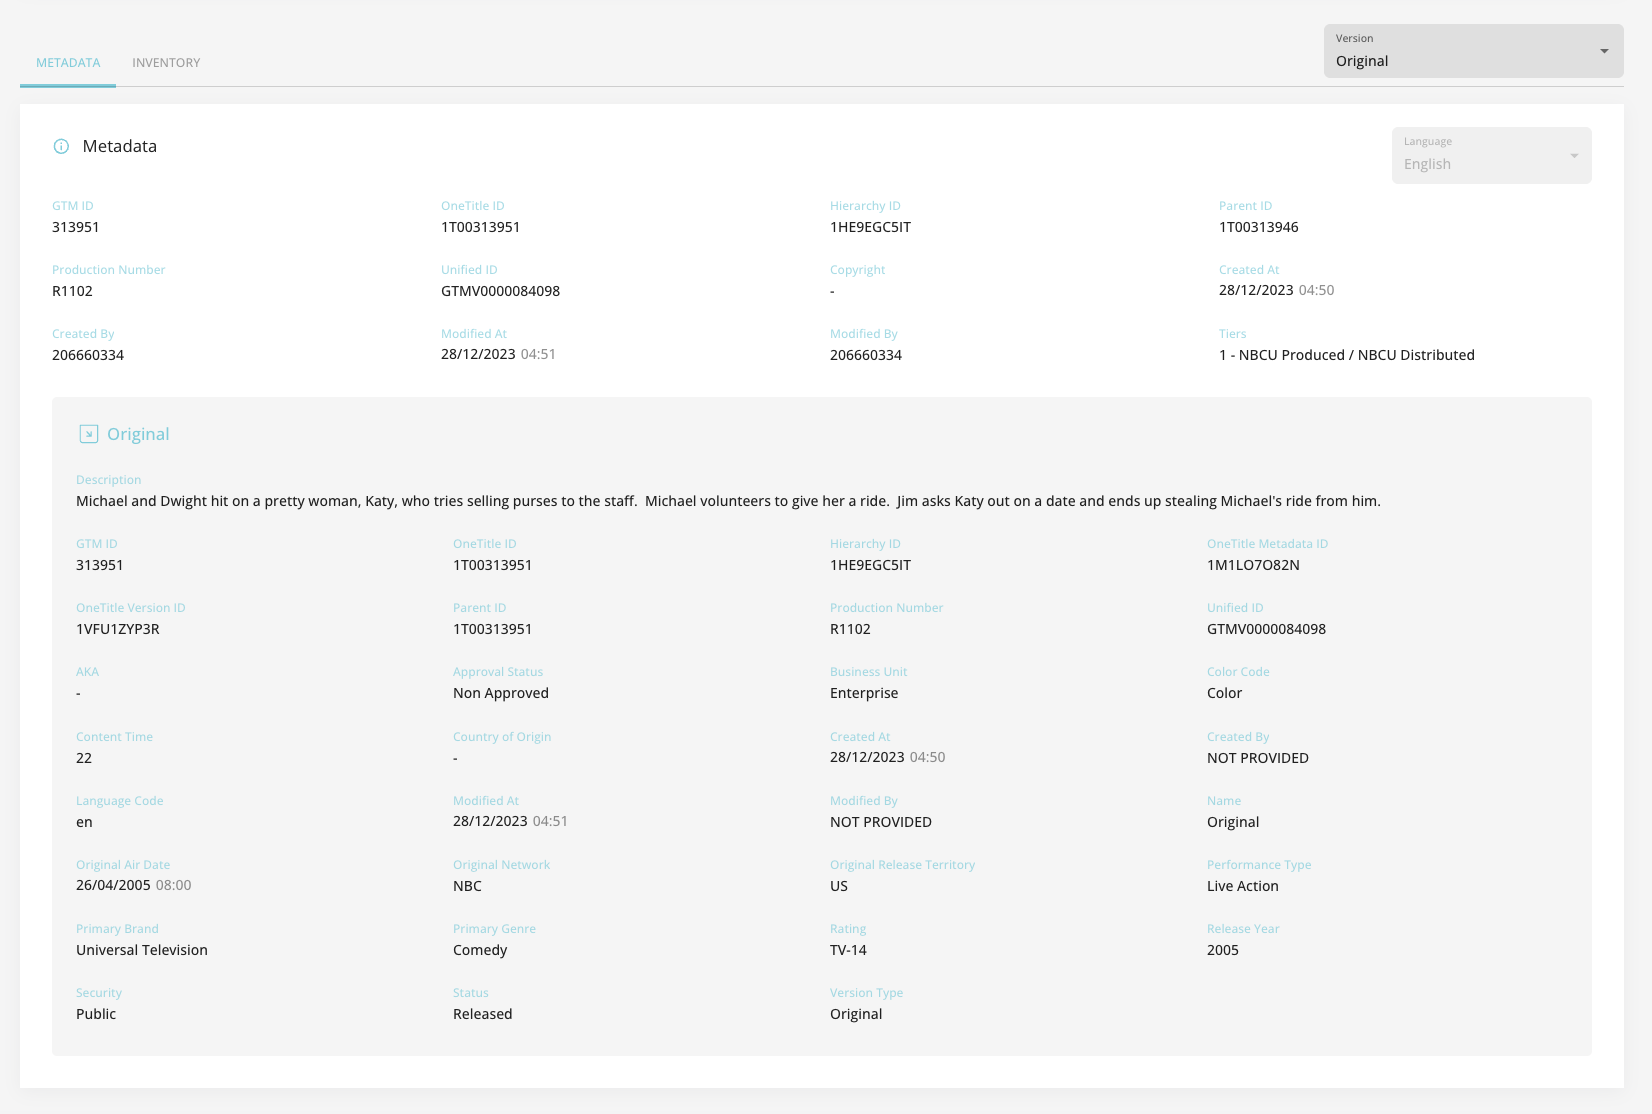 METADATA
INVENTORY
Version
Original
Metadata
Language
English
GTM ID
OneTitle ID
Hierarchy ID
Parent ID
313951
1T00313951
1HE9EGC5IT
1T00313946
Production Number
Unified ID
Copyright
Created At
R1102
GTMV0000084098
-
28/12/2023 04:50
Created By
Modified At
Modified By
Tiers
206660334
28/12/2023 04:51
206660334
1 - NBCU Produced / NBCU Distributed
Original
Description
Michael and Dwight hit on a pretty woman, Katy, who tries selling purses to the staff.  Michael volunteers to give her a ride.  Jim asks Katy out on a date and ends up stealing Michael's ride from him.
GTM ID
OneTitle ID
Hierarchy ID
OneTitle Metadata ID
313951
1T00313951
1HE9EGC5IT
1M1LO7O82N
OneTitle Version ID
Parent ID
Production Number
Unified ID
1VFU1ZYP3R
1T00313951
R1102
GTMV0000084098
AKA
Approval Status
Business Unit
Color Code
-
Non Approved
Enterprise
Color
Content Time
Country of Origin
Created At
Created By
22
-
28/12/2023 04:50
NOT PROVIDED
Language Code
Modified At
Modified By
Name
en
28/12/2023 04:51
NOT PROVIDED
Original
Original Air Date
Original Network
Original Release Territory
Performance Type
26/04/2005 08:00
NBC
US
Live Action
Primary Brand
Primary Genre
Rating
Release Year
Universal Television
Comedy
TV-14
2005
Security
Status
Version Type
Public
Released
Original